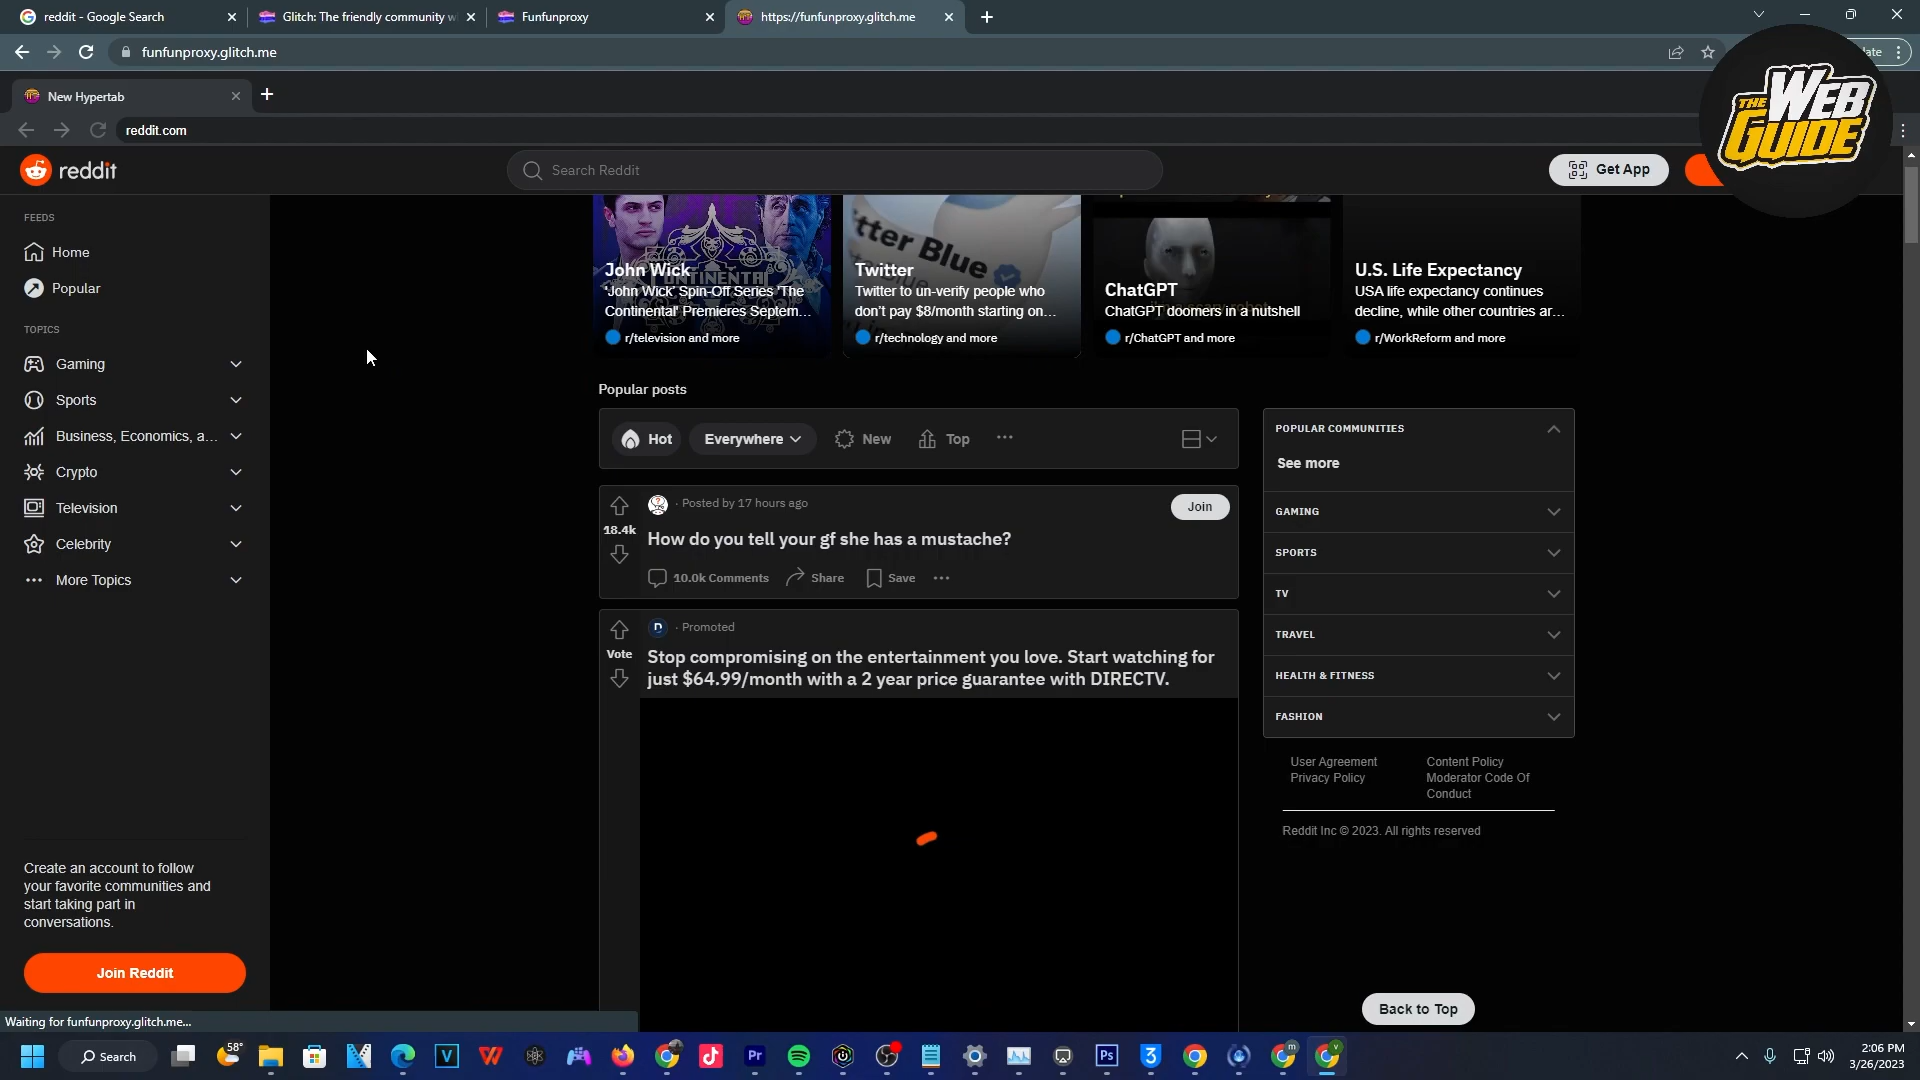 reddit - Google Search
Glitch: The friendly community w
Funfunproxy
https://funfunproxy.glitch.me
funfunproxy.glitch.me
THE WEB GUIDE
New Hypertab
reddit.com
reddit
Search Reddit
Get App
FEEDS
Home
Popular
TOPICS
Gaming
Sports
Business, Economics, a...
Crypto
Television
Celebrity
More Topics
Create an account to follow
your favorite communities and
start taking part in
conversations.
Join Reddit
John Wick
'John Wick' Spin-Off Series 'The
Continental' Premieres Septem...
r/television and more
tter Blue
Twitter
Twitter to un-verify people who
don't pay $8/month starting on...
r/technology and more
ChatGPT
ChatGPT doomers in a nutshell
r/ChatGPT and more
U.S. Life Expectancy
USA life expectancy continues
decline, while other countries ar...
r/WorkReform and more
Popular posts
Hot
Everywhere
New
Top
18.4k
· Posted by 17 hours ago
Join
How do you tell your gf she has a mustache?
10.0k Comments
Share
Save
Vote
· Promoted
Stop compromising on the entertainment you love. Start watching for
just $64.99/month with a 2 year price guarantee with DIRECTV.
POPULAR COMMUNITIES
See more
GAMING
SPORTS
TV
TRAVEL
HEALTH & FITNESS
FASHION
User Agreement
Privacy Policy
Content Policy
Moderator Code Of
Conduct
Reddit Inc © 2023. All rights reserved
Back to Top
Waiting for funfunproxy.glitch.me...
Search
58°
2:06 PM
3/26/2023